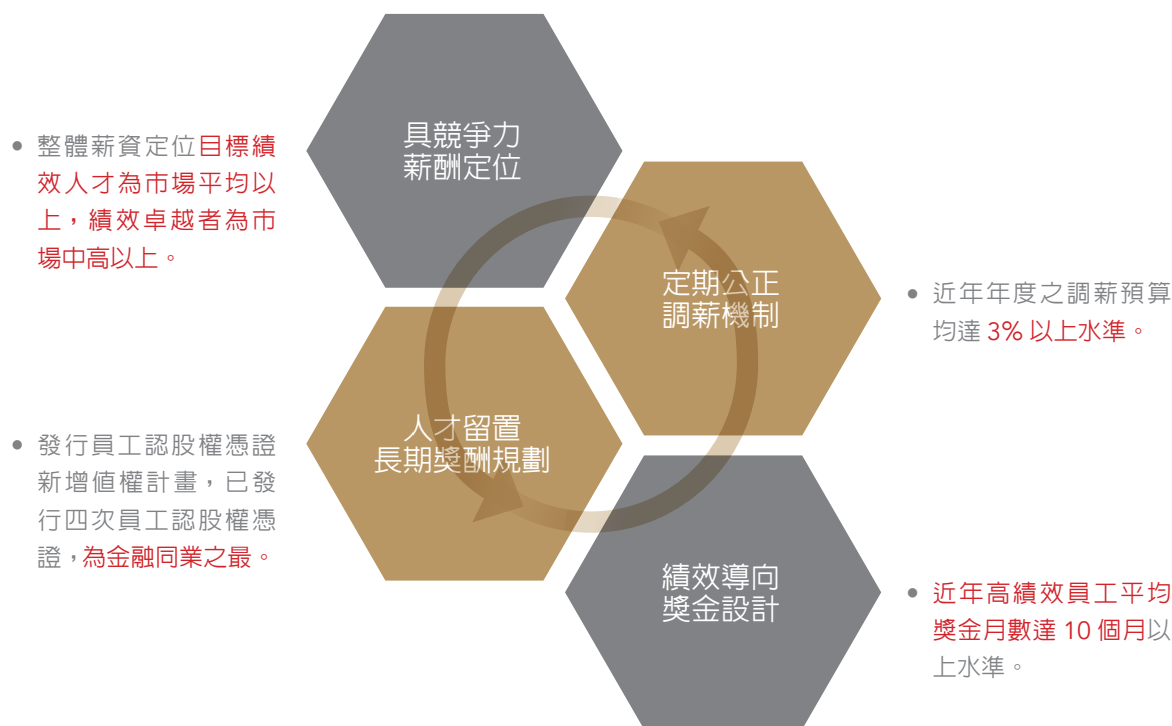 具競爭力
薪酬定位
• 整體薪資定位目標績
效人才為市場平均以
上，績效卓越者為市
場中高以上。
定期公正
調薪機制
• 近年年度之調薪預算
均達 3% 以上水準。
人才留置
長期獎酬規劃
• 發行員工認股權憑證
新增值權計畫，已發
行四次員工認股權憑
證，為金融同業之最。
績效導向
獎金設計
• 近年高績效員工平均
獎金月數達 10 個月以
上水準。